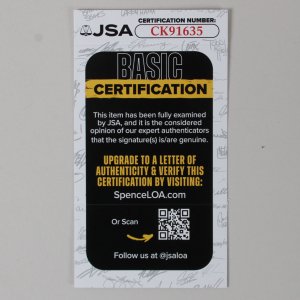 JSA
CERTIFICATION NUMBER:
CK91635
BASIC
CERTIFICATION
This item has been fully examined
by JSA, and it is the considered
opinion of our expert authenticators
that the signature(s) is/are genuine.
UPGRADE TO A LETTER OF
AUTHENTICITY & VERIFY THIS
CERTIFICATION BY VISITING:
SpenceLOA.com
Or Scan
Follow us at @jsaloa